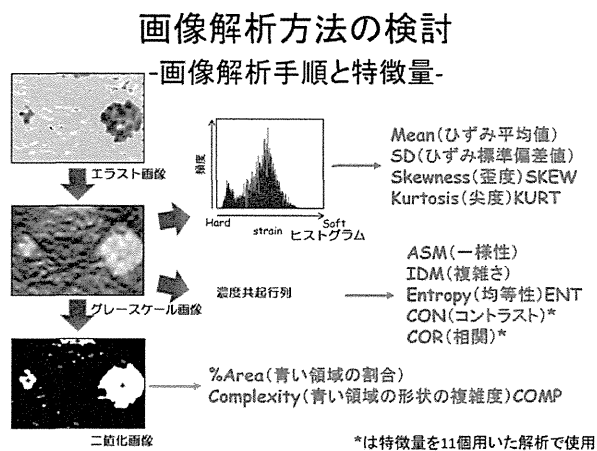 画像解析方法の検討
-画像解析手順と特徴量-
エラスト画像
頻度
Hard
Soft
strain
ヒストグラム
Mean(ひずみ平均値)
SD(ひずみ標準偏差値)
Skewness(歪度)SKEW
Kurtosis(尖度)KURT
グレースケール画像
濃度共起行列
ASM(一様性)
IDM(複雑さ)
Entropy(均等性)ENT
CON(コントラスト)*
COR(相関)*
二値化画像
%Area(青い領域の割合)
Complexity(青い領域の形状の複雑度)COMP
*は特徴量を11個用いた解析で使用